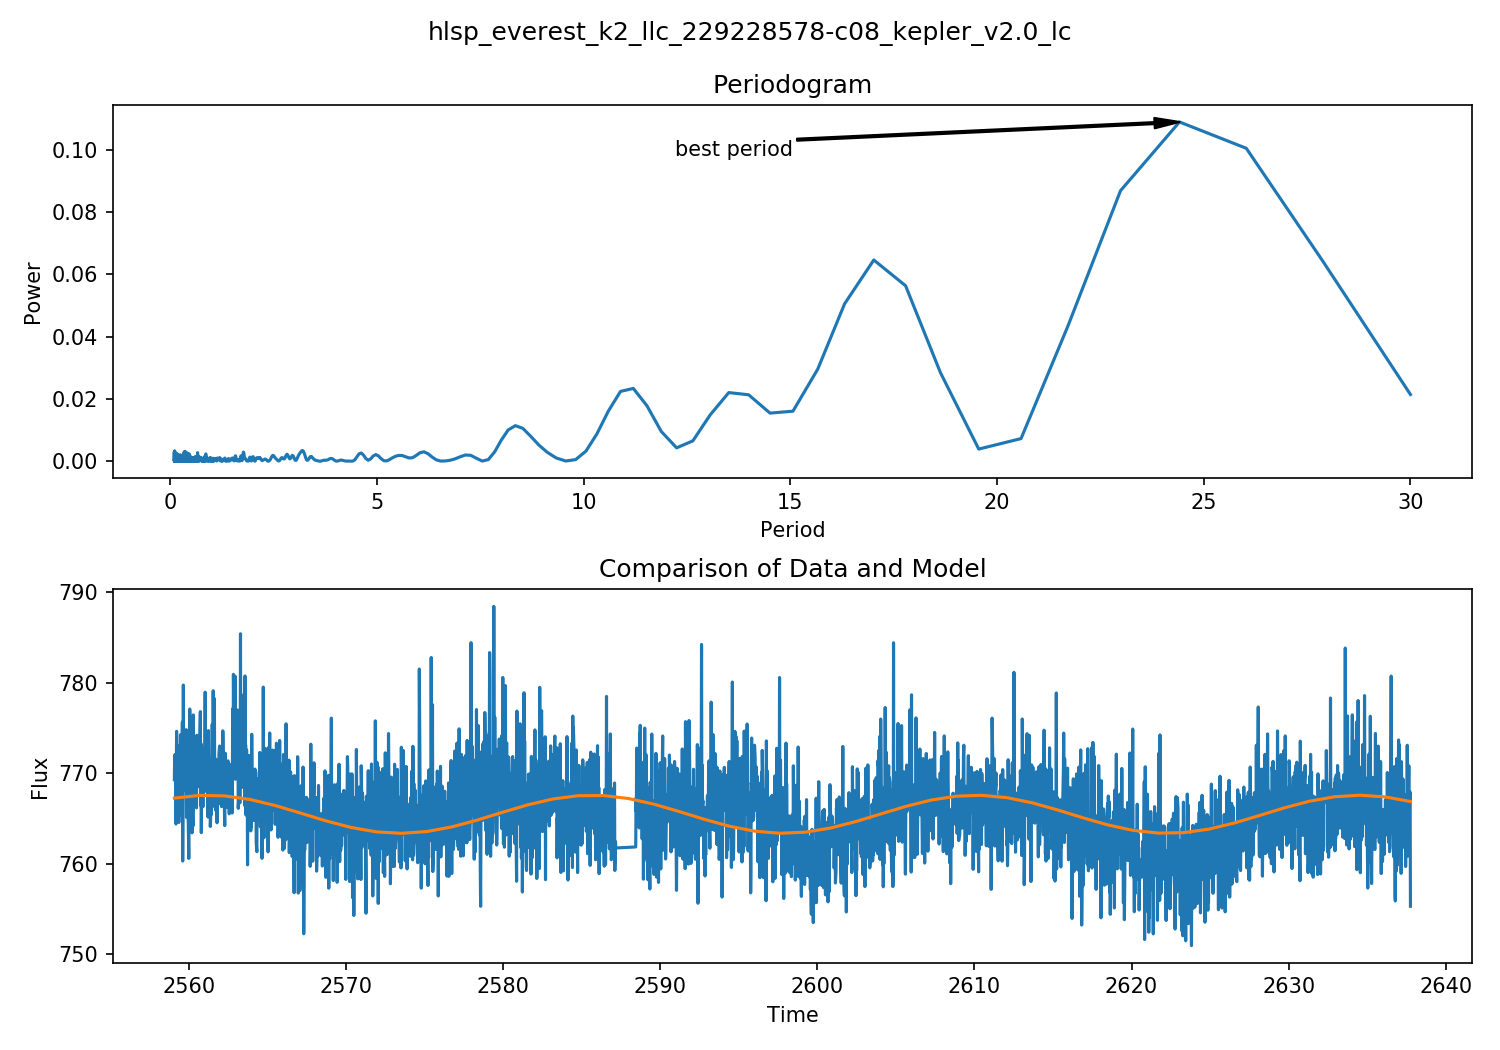 hlsp_everest_k2_llc_229228578-c08_kepler_v2.0_lc
Periodogram
Power
0.10
0.08
0.06
0.04
0.02
0.00
best period
0 5 10 15 20 25 30
Period
Comparison of Data and Model
Flux
790
780
770
760
750
2560 2570 2580 2590 2600 2610 2620 2630 2640
Time